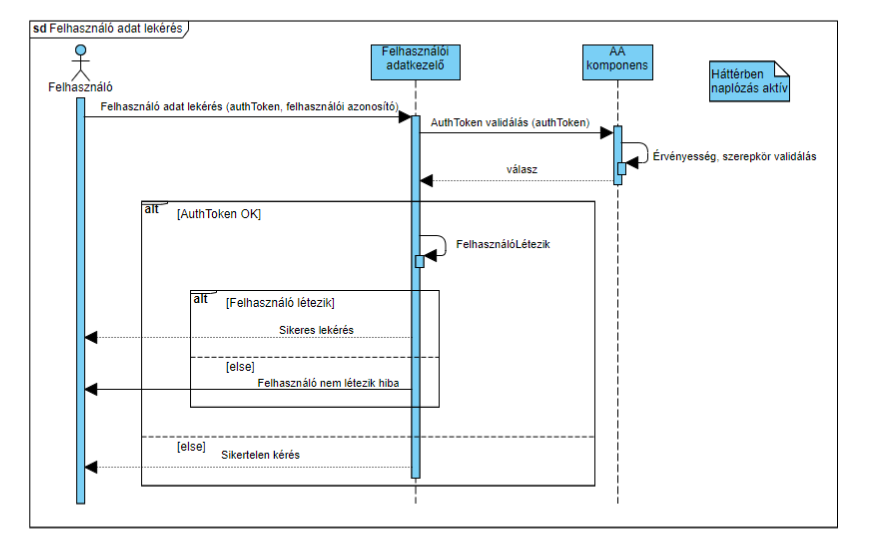 sd Felhasználó adat lekérés
Felhasználó
Felhasználói
adatkezelő
AA
komponens
Háttérben
naplózás aktív
Felhasználó adat lekérés (authToken, felhasználói azonosító)
AuthToken validálás (authToken)
Érvényesség, szerepkör validálás
válasz
alt
[AuthToken OK]
FelhasználóLétezik
alt
[Felhasználó létezik]
Sikeres lekérés
[else]
Felhasználó nem létezik hiba
[else]
Sikertelen kérés